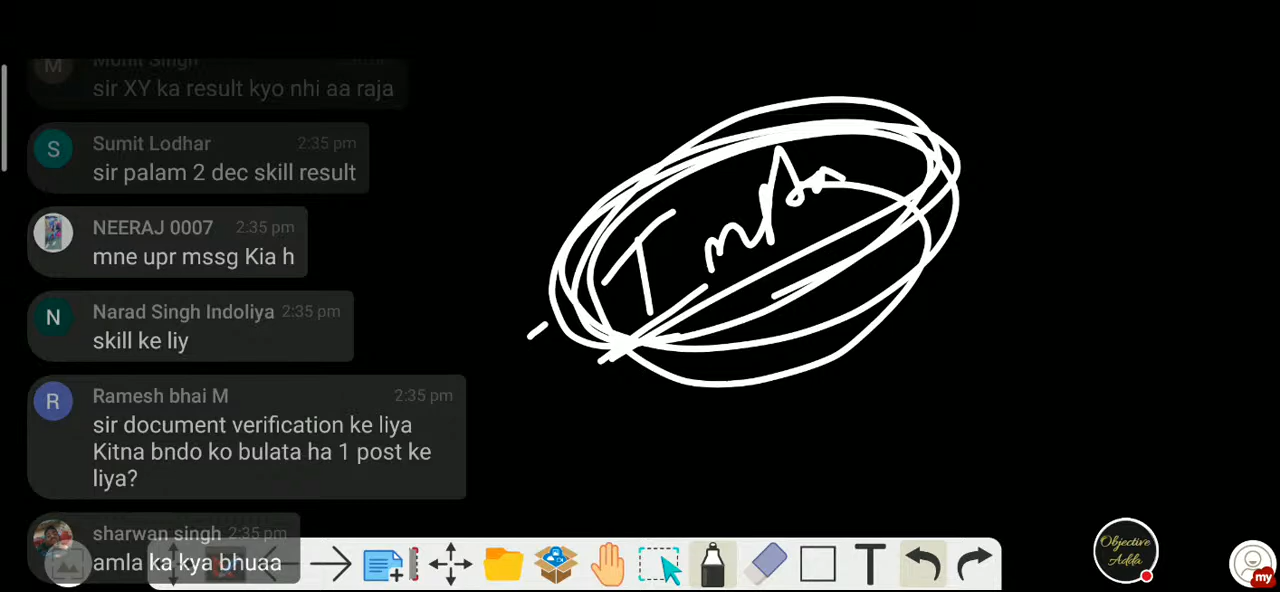 Mohit Singh
sir XY ka result kyo nhi aa raja
S
Sumit Lodhar 2:35 pm
sir palam 2 dec skill result
NEERAJ 0007 2:35 pm
mne upr mssg Kia h
N
Narad Singh Indoliya 2:35 pm
skill ke liy
R
Ramesh bhai M 2:35 pm
sir document verification ke liya
Kitna bndo ko bulata ha 1 post ke
liya?
sharwan singh 2:35 pm
amla ka kya bhuaa
T
Objective
Adda
my